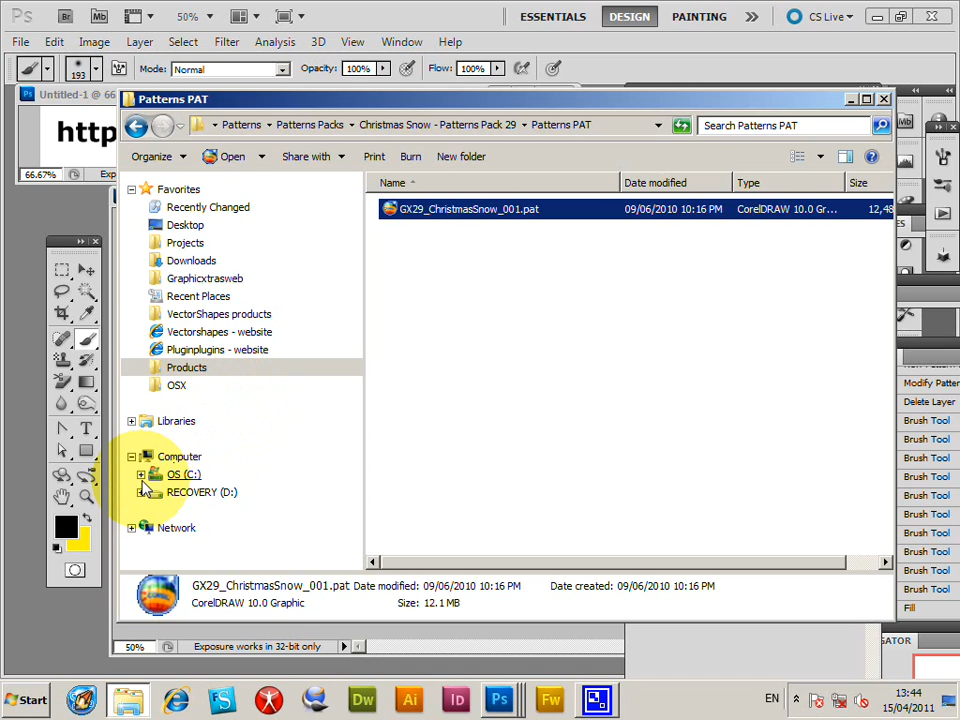 Ps Br Mb 50% ESSENTIALS DESIGN PAINTING » CS Live
File Edit Image Layer Select Filter Analysis 3D View Window Help
193 Mode: Normal Opacity: 100% Flow: 100%
Untitled-1 @ 66
http
66.67% Exp
Patterns PAT
Patterns Patterns Packs Christmas Snow - Patterns Pack 29 Patterns PAT Search Patterns PAT
Organize Open Share with Print Burn New folder
Name Date modified Type Size
GX29_ChristmasSnow_001.pat 09/06/2010 10:16 PM CorelDRAW 10.0 Gr... 12,48
Favorites
Recently Changed
Desktop
Projects
Downloads
Graphicxtrasweb
Recent Places
VectorShapes products
Vectorshapes - website
Pluginplugins - website
Products
OSX
Libraries
Computer
OS (C:)
RECOVERY (D:)
Network
GX29_ChristmasSnow_001.pat Date modified: 09/06/2010 10:16 PM Date created: 09/06/2010 10:16 PM
CorelDRAW 10.0 Graphic Size: 12.1 MB
50% Exposure works in 32-bit only
Mb
ES
Modify Patter
Delete Layer
Brush Tool
Brush Tool
Brush Tool
Brush Tool
Brush Tool
Brush Tool
Brush Tool
Brush Tool
Brush Tool
Brush Tool
Fill
GATOR
Start Dw Ai Id Ps Fw EN 13:44
15/04/2011